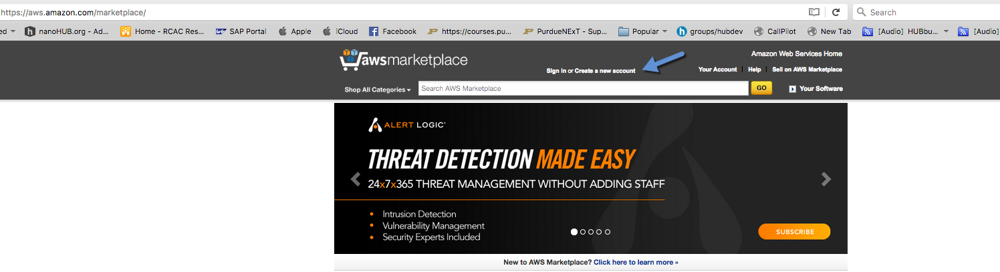 https://aws.amazon.com/marketplace/
Search
ed nanoHUB.org - Ad... Home - RCAC Res... SAP Portal Apple iCloud Facebook https://courses.pu... PurdueNExT - Sup... Popular groups/hubdev CallPilot New Tab [Audio] HUBbu... [Audio]
awsmarketplace
Amazon Web Services Home
Sign in or Create a new account
Your Account | Help | Sell on AWS Marketplace
Shop All Categories Search AWS Marketplace GO Your Software
ALERT LOGIC®
THREAT DETECTION MADE EASY
24x7x365 THREAT MANAGEMENT WITHOUT ADDING STAFF
• Intrusion Detection
• Vulnerability Management
• Security Experts Included
SUBSCRIBE
New to AWS Marketplace? Click here to learn more »